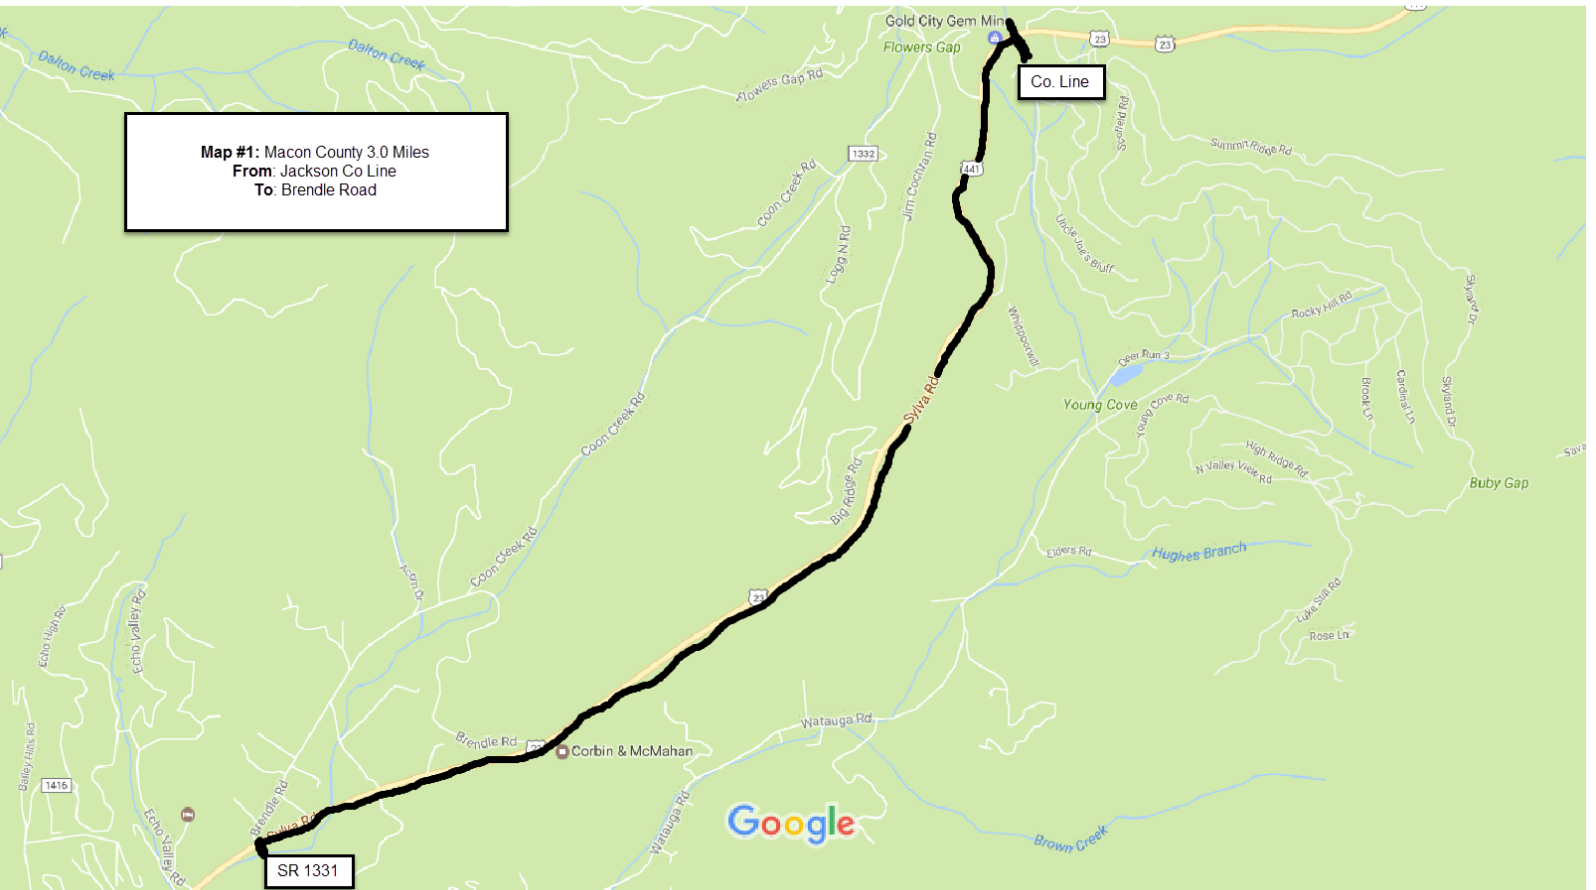 Gold City Gem Min
Flowers Gap
23
23
441
Dalton Creek
Dalton Creek
Flowers Gap Rd
Co. Line
Map #1: Macon County 3.0 Miles
From: Jackson Co Line
To: Brendle Road
1332
Scofield Rd
Summit Ridge Rd
Jim Cochran Rd
441
Coon Creek Rd
Logg N Rd
Uncle Joe's Bluff
Skyland Dr
Rocky Hill Rd
Whippoorwill
Deer Run 3
Sylva Rd
Young Cove
Young Cove Rd
Brook Ln
Cardinal Ln
Skyland Dr
Coon Creek Rd
High Ridge Rd
N Valley View Rd
Sava
Buby Gap
Big Ridge Rd
Elders Rd
Hughes Branch
Coon Creek Rd
Acorn Dr
23
Luke Still Rd
Rose Ln
Echo High Rd
Echo Valley Rd
Watauga Rd
Brendle Rd
23
Corbin & McMahan
Bailey Hills Rd
1416
Brendle Rd
Sylva Rd
Echo Valley Rd
Watauga Rd
Google
Brown Creek
SR 1331